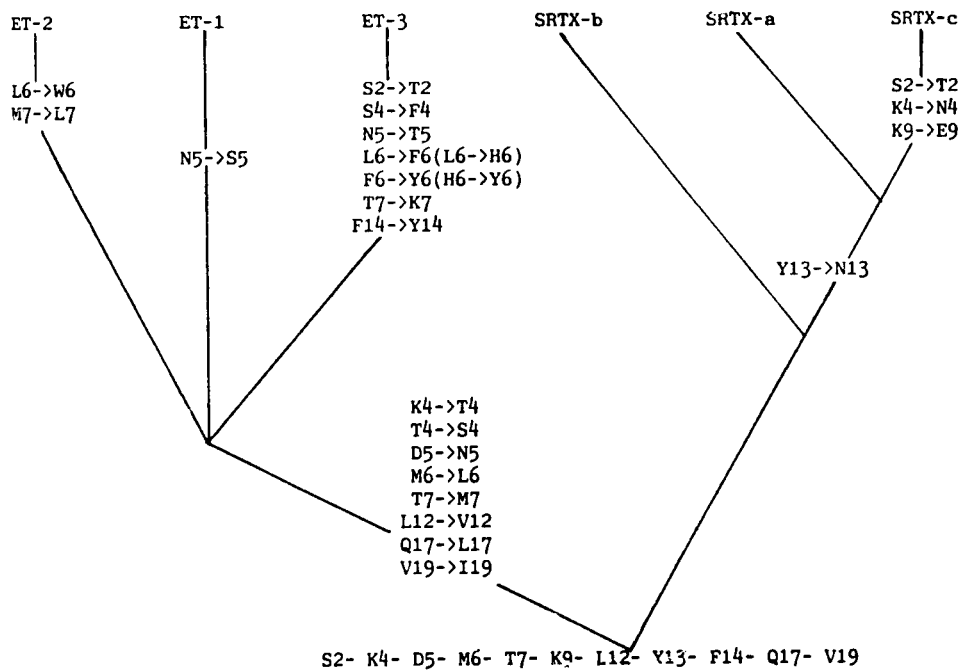 ET-2 ET-1 ET-3 SRTX-b SRTX-a SRTX-c
L6->W6
M7->L7
N5->S5
S2->T2
S4->F4
N5->T5
L6->F6(L6->H6)
F6->Y6(H6->Y6)
T7->K7
F14->Y14
S2->T2
K4->N4
K9->E9
Y13->N13
K4->T4
T4->S4
D5->N5
M6->L6
T7->M7
L12->V12
Q17->L17
V19->I19
S2- K4- D5- M6- T7- K9- L12- Y13- F14- Q17- V19